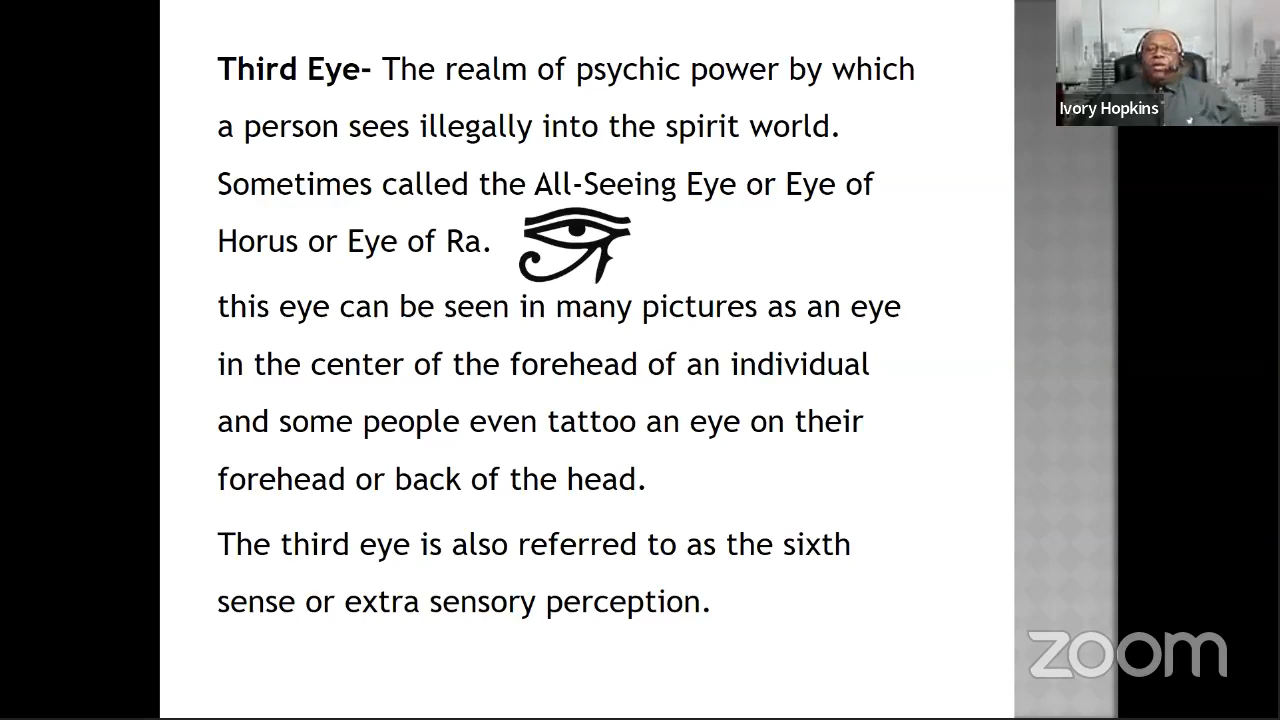 Third Eye- The realm of psychic power by which
a person sees illegally into the spirit world.
Sometimes called the All-Seeing Eye or Eye of
Horus or Eye of Ra.
this eye can be seen in many pictures as an eye
in the center of the forehead of an individual
and some people even tattoo an eye on their
forehead or back of the head.
The third eye is also referred to as the sixth
sense or extra sensory perception.
Ivory Hopkins
zoom